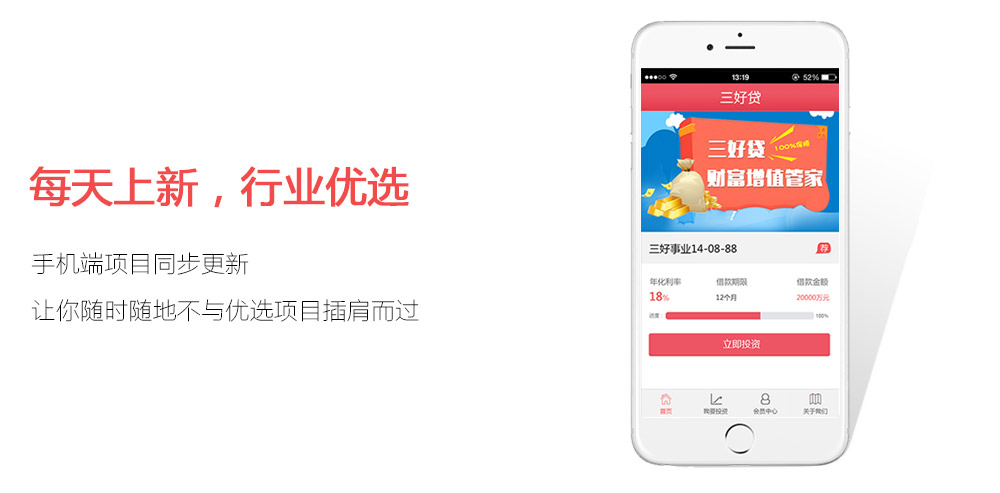 每天上新，行业优选
手机端项目同步更新
让你随时随地不与优选项目插肩而过
13:19
52%
三好贷
三好贷
100%保障
财富增值管家
三好事业14-08-88
荐
年化利率 借款期限 借款金额
18% 12个月 20000万元
进度： 100%
立即投资
首页 我要投资 会员中心 关于我们